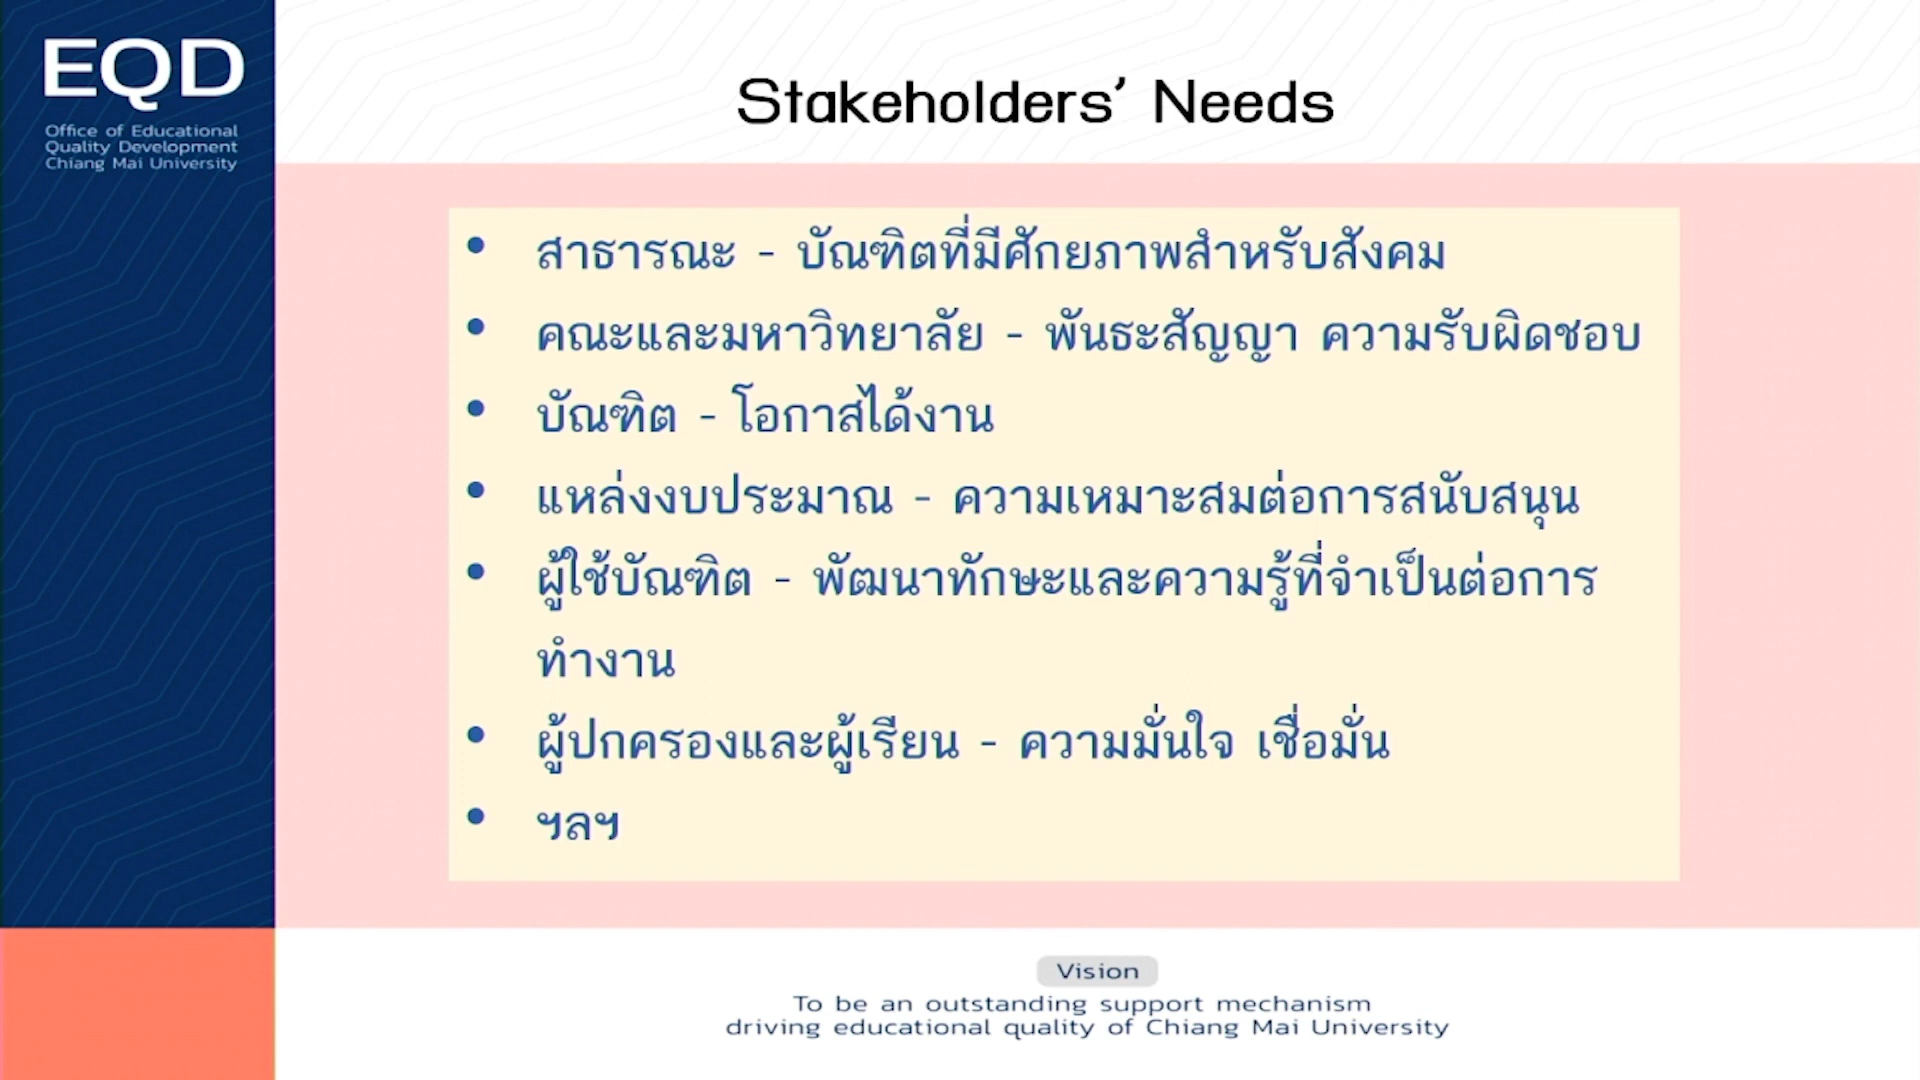 EQD
Office of Educational
Quality Development
Chiang Mai University
Stakeholders’ Needs
• สาธารณะ - บัณฑิตที่มีศักยภาพสำหรับสังคม
• คณะและมหาวิทยาลัย - พันธะสัญญา ความรับผิดชอบ
• บัณฑิต - โอกาสได้งาน
• แหล่งงบประมาณ - ความเหมาะสมต่อการสนับสนุน
• ผู้ใช้บัณฑิต - พัฒนาทักษะและความรู้ที่จำเป็นต่อการ
ทำงาน
• ผู้ปกครองและผู้เรียน - ความมั่นใจ เชื่อมั่น
• ฯลฯ
Vision
To be an outstanding support mechanism
driving educational quality of Chiang Mai University